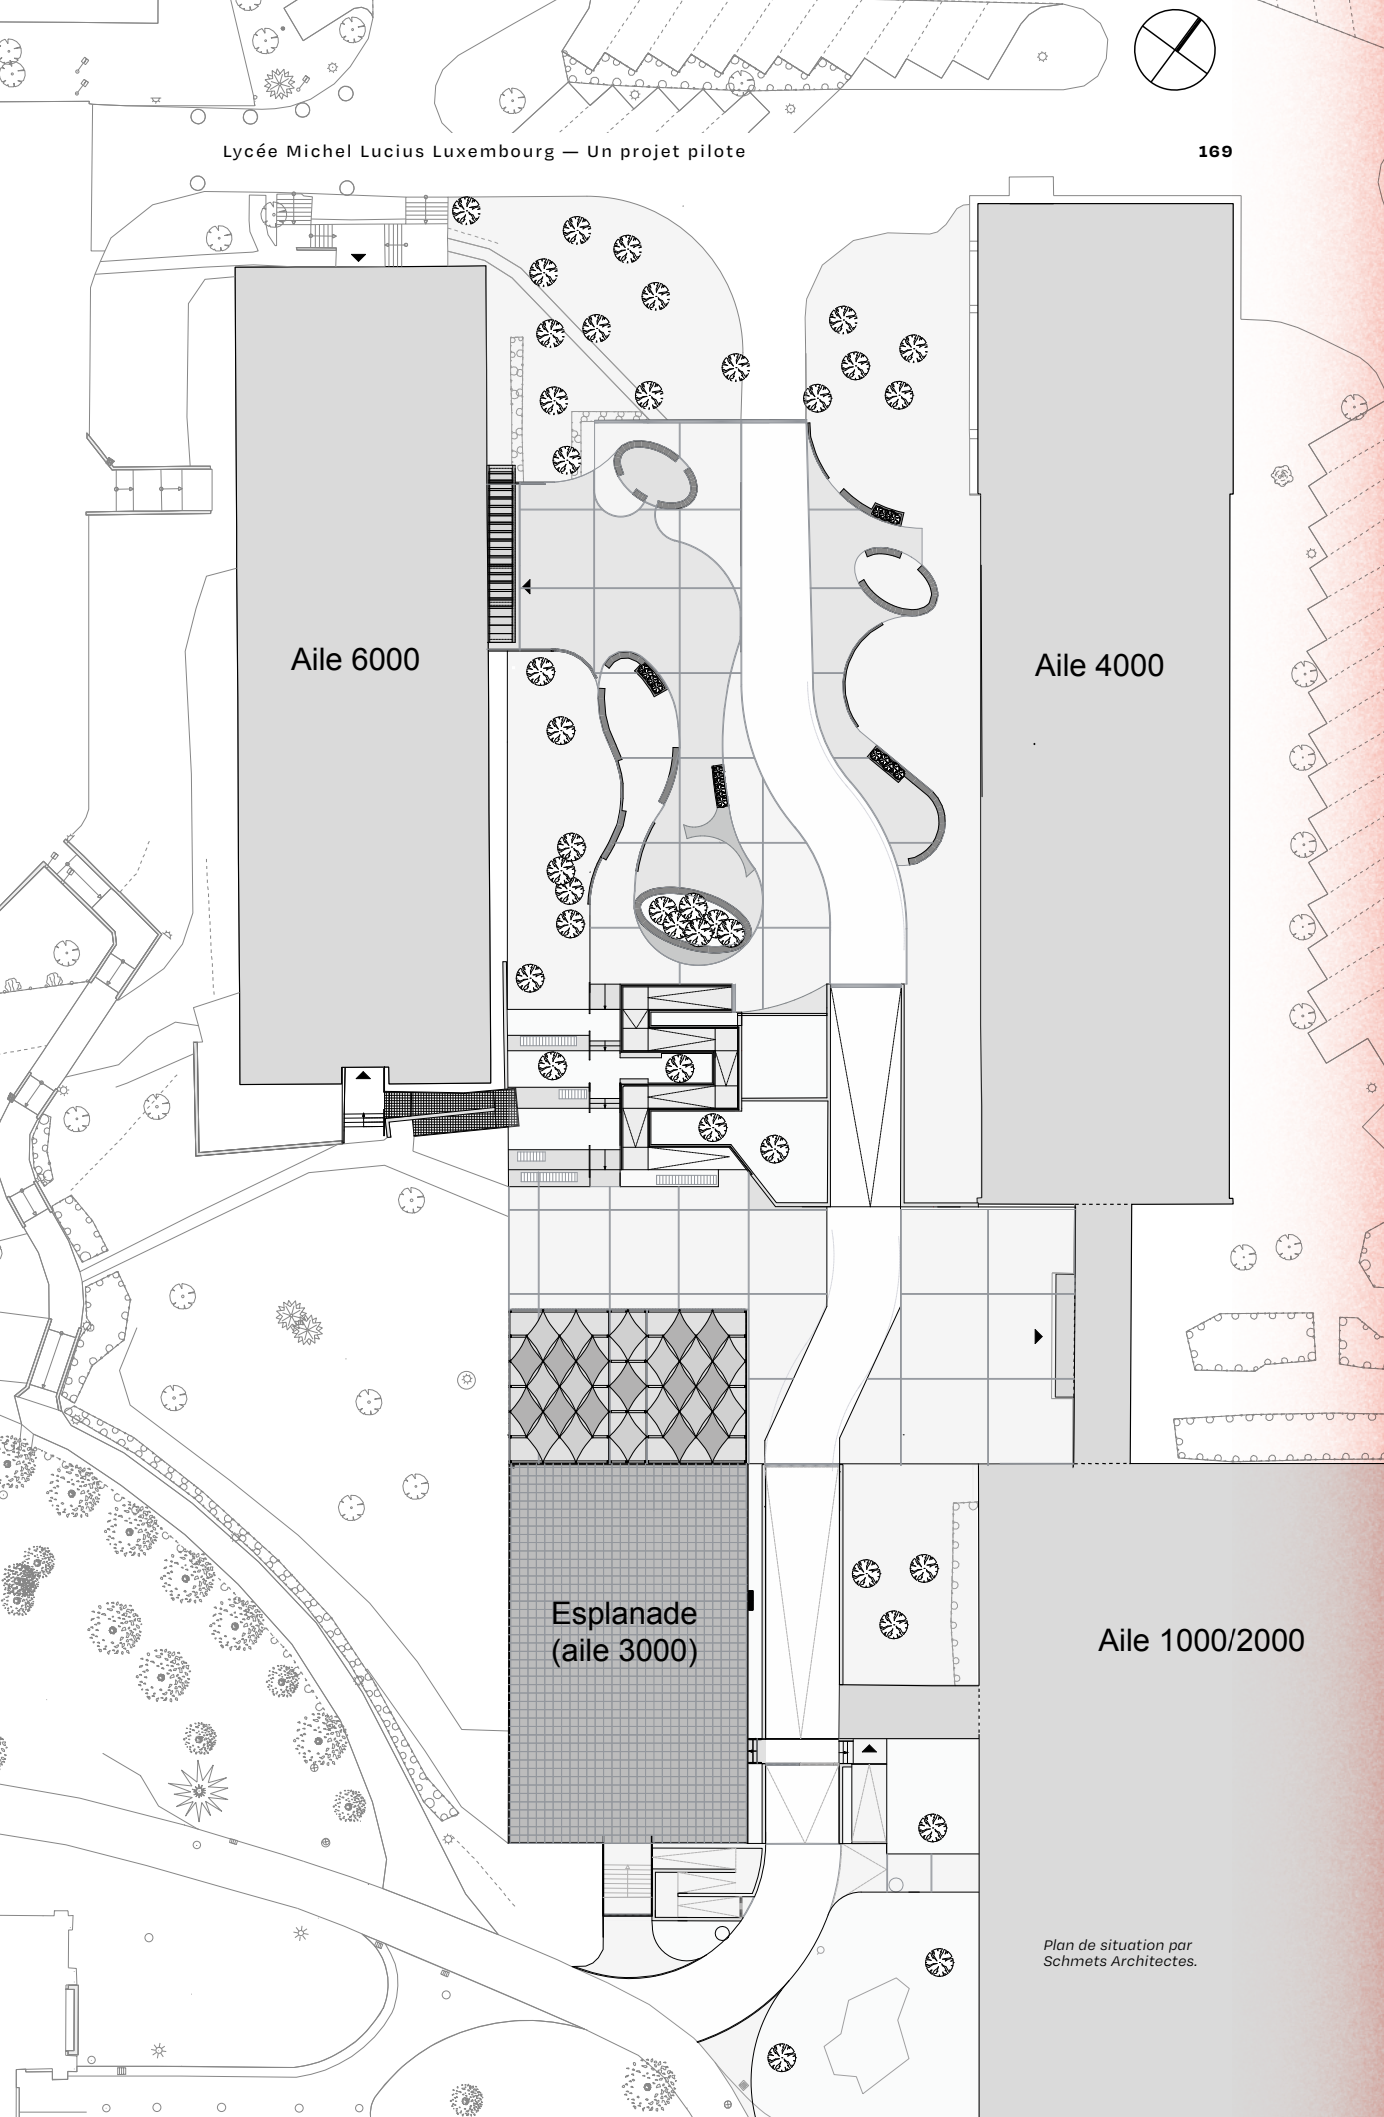 Lycée Michel Lucius Luxembourg — Un projet pilote
169
Aile 6000
Aile 4000
Esplanade
(aile 3000)
Aile 1000/2000
Plan de situation par
Schmets Architectes.